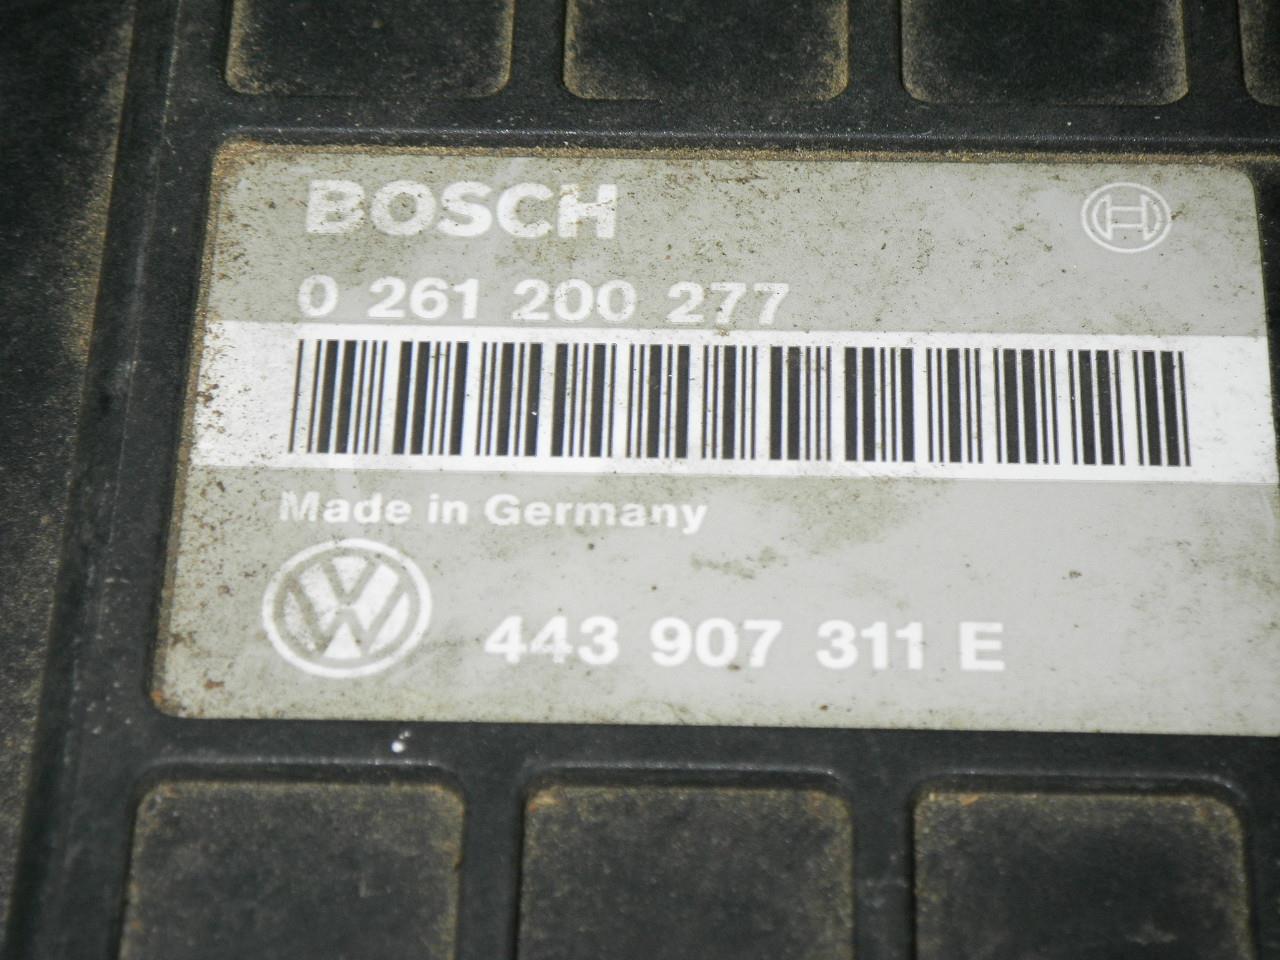 BOSCH
0 261 200 277
Made in Germany
443 907 311 E